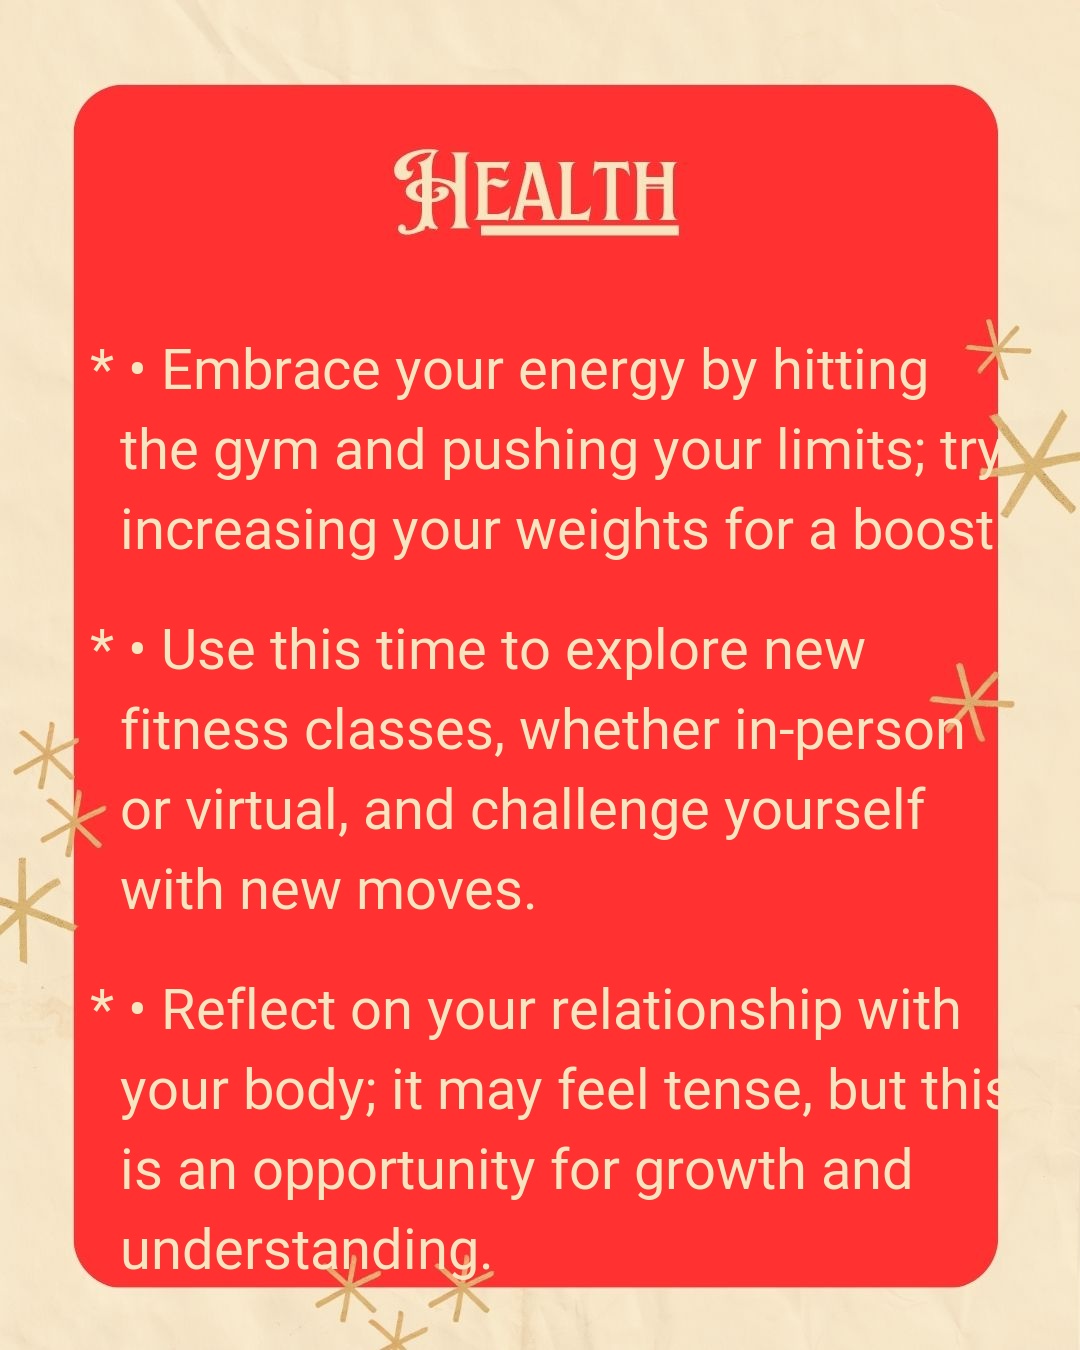 Health
* • Embrace your energy by hitting
the gym and pushing your limits; try
increasing your weights for a boost
* • Use this time to explore new
fitness classes, whether in-person
or virtual, and challenge yourself
with new moves.
* • Reflect on your relationship with
your body; it may feel tense, but this
is an opportunity for growth and
understanding.